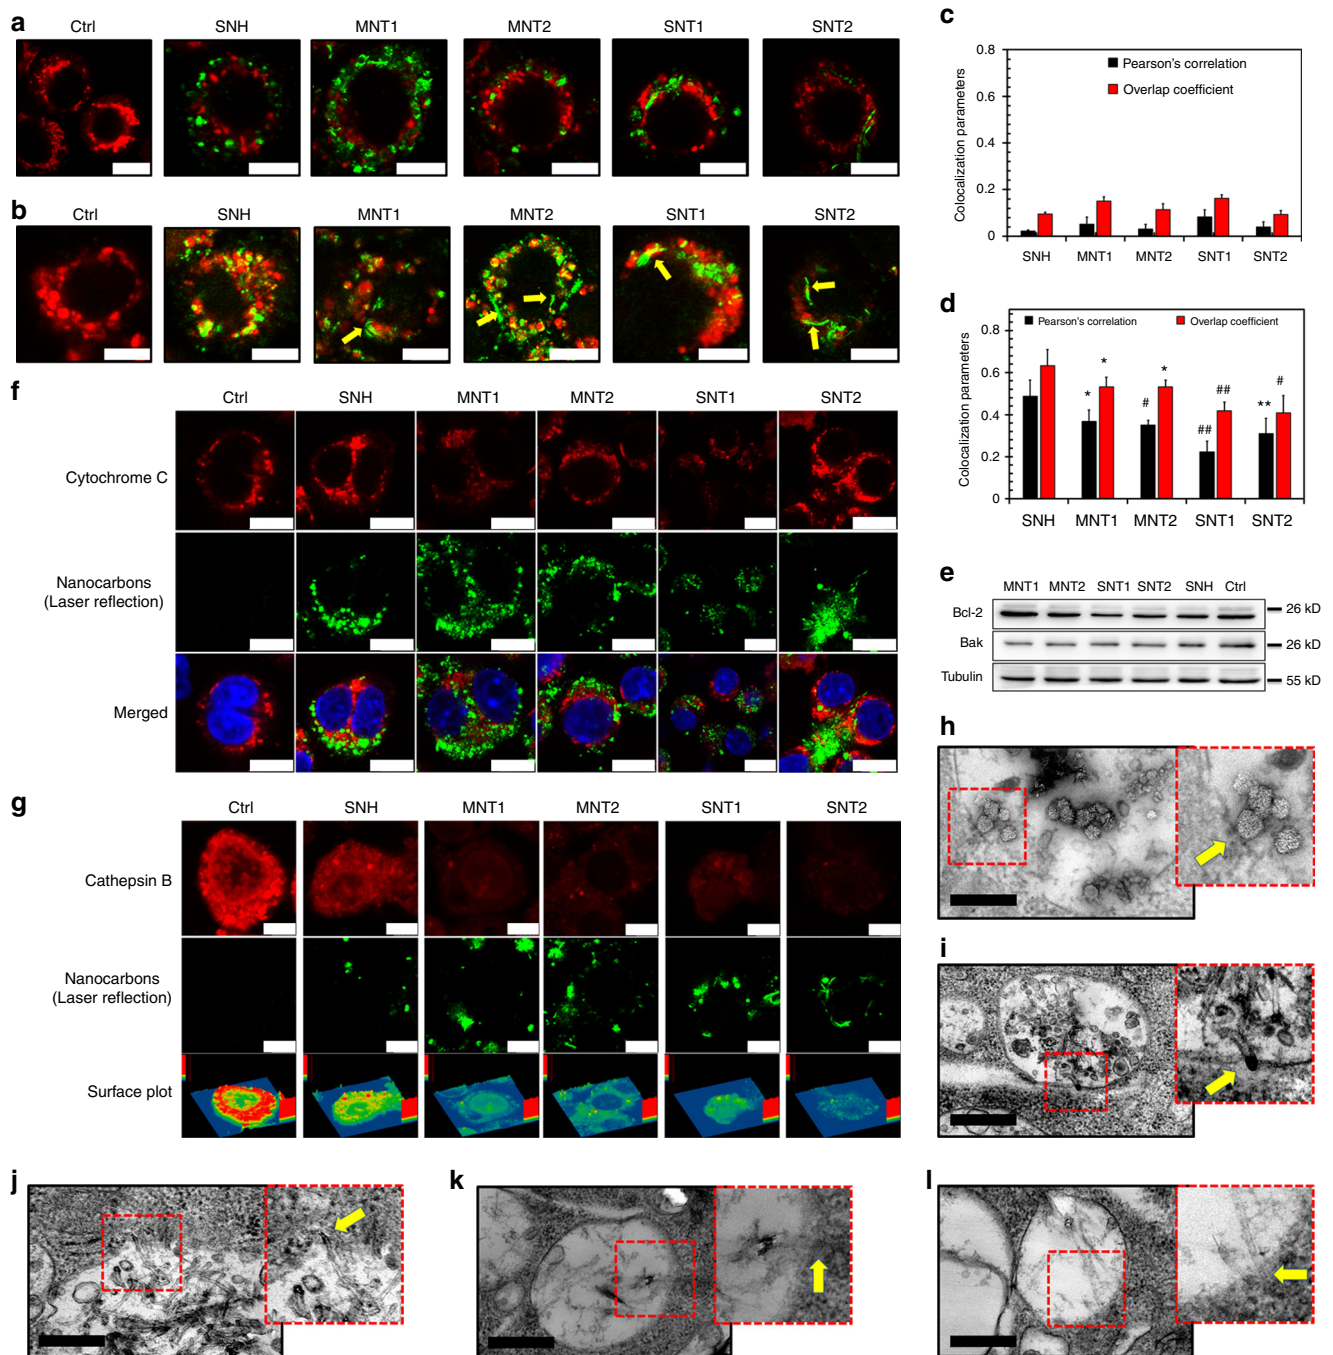 a
Ctrl SNH MNT1 MNT2 SNT1 SNT2
b
Ctrl SNH MNT1 MNT2 SNT1 SNT2
c
0.8
0.6
0.4
0.2
0
Colocalization parameters
Pearson's correlation
Overlap coefficient
SNH MNT1 MNT2 SNT1 SNT2
d
0.8
0.6
0.4
0.2
0
Colocalization parameters
Pearson's correlation Overlap coefficient
* * # * ## ## ** #
SNH MNT1 MNT2 SNT1 SNT2
e
MNT1 MNT2 SNT1 SNT2 SNH Ctrl
Bcl-2 26 kD
Bak 26 kD
Tubulin 55 kD
f
Ctrl SNH MNT1 MNT2 SNT1 SNT2
Cytochrome C
Nanocarbons
(Laser reflection)
Merged
g
Ctrl SNH MNT1 MNT2 SNT1 SNT2
Cathepsin B
Nanocarbons
(Laser reflection)
Surface plot
h
i
j
k
l